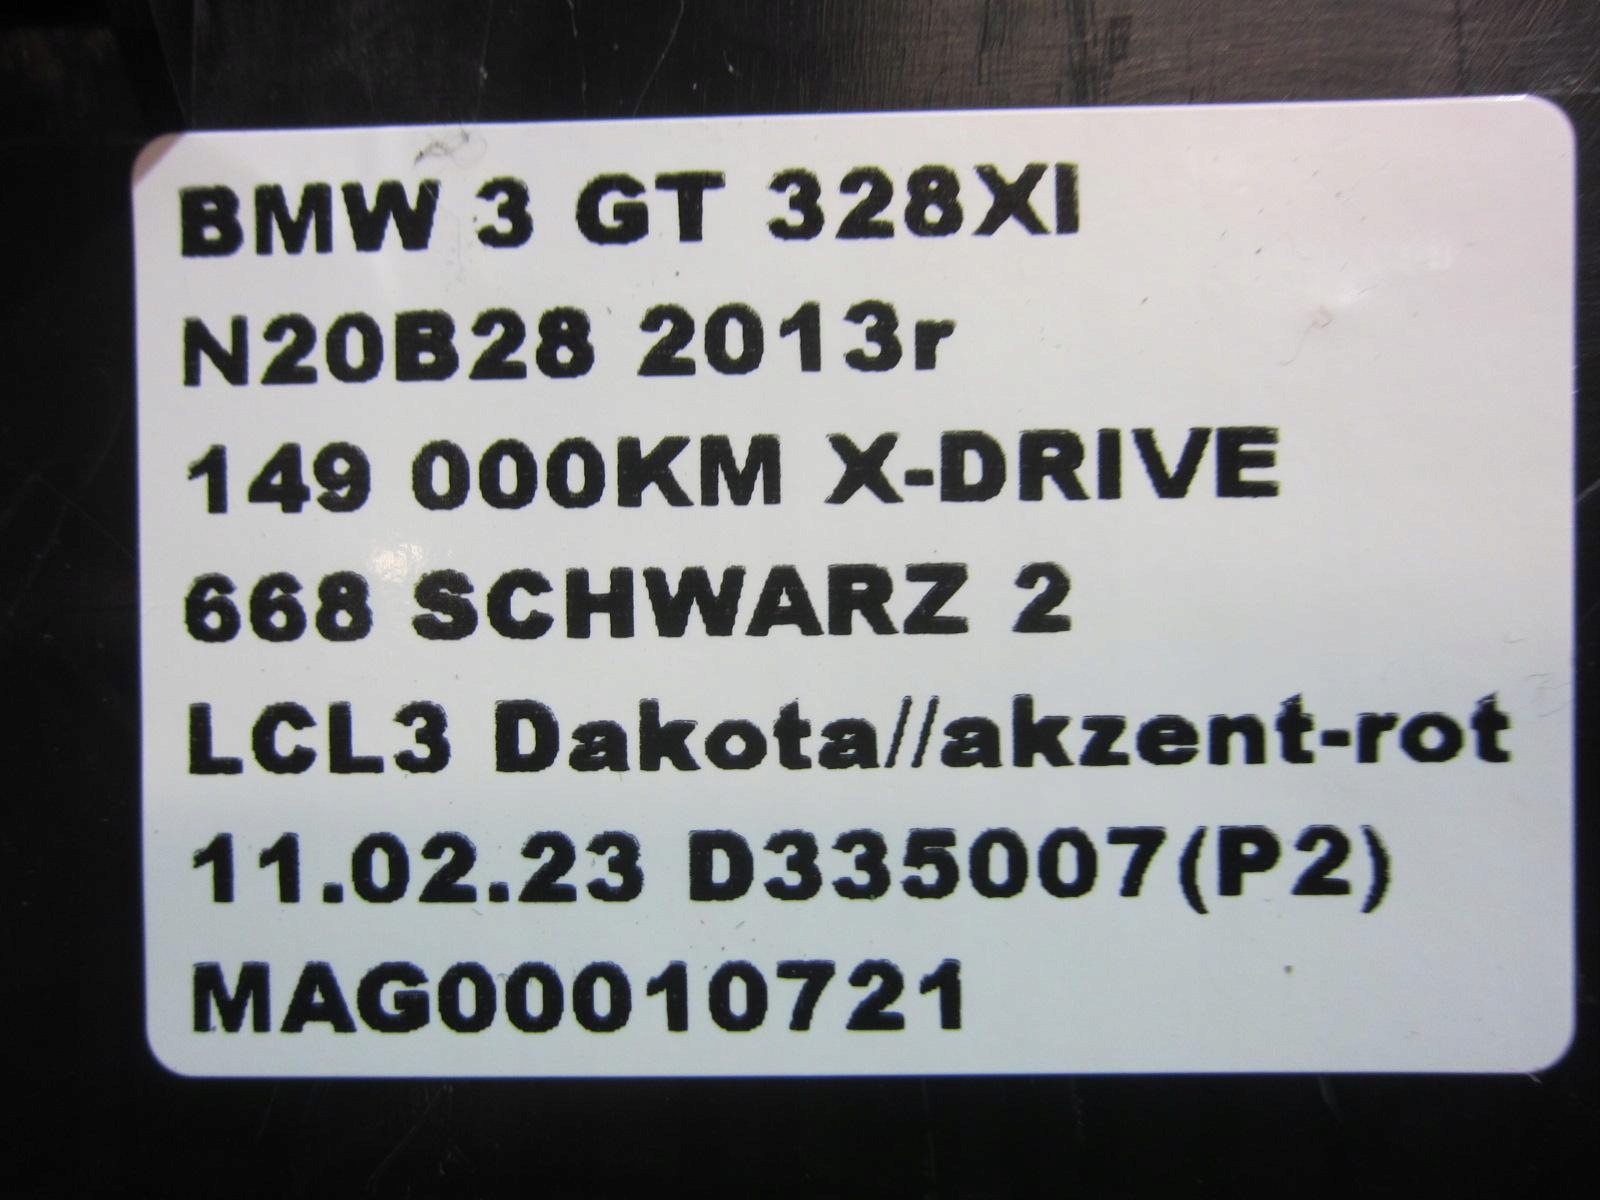 BMW 3 GT 328XI
N20B28 2013r
149 000KM X-DRIVE
668 SCHWARZ 2
LCL3 Dakota//akzent-rot
11.02.23 D335007(P2)
MAG00010721